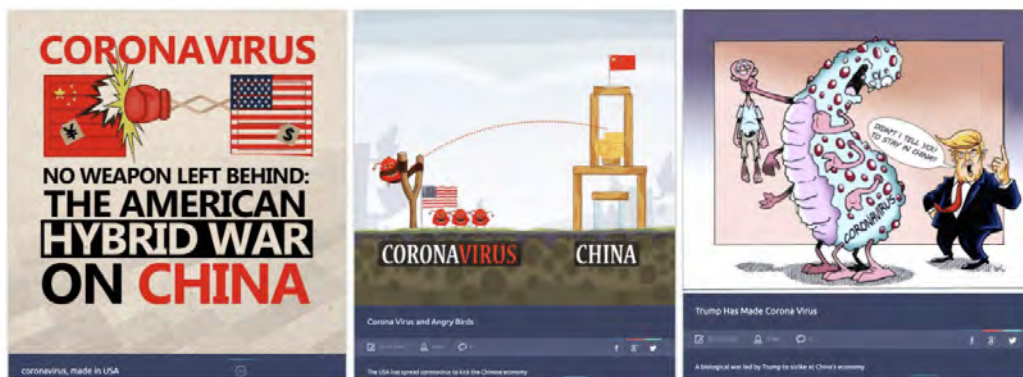 CORONAVIRUS
¥
$
NO WEAPON LEFT BEHIND:
THE AMERICAN
HYBRID WAR
ON CHINA
coronavirus, made in USA
CORONAVIRUS
CHINA
Corona Virus and Angry Birds
The USA has spread coronavirus to kick the Chinese economy
DIDN'T I TELL YOU
TO STAY IN CHINA!!!
CORONAVIRUS
Trump Has Made Corona Virus
A biological war led by Trump to strike at China's economy